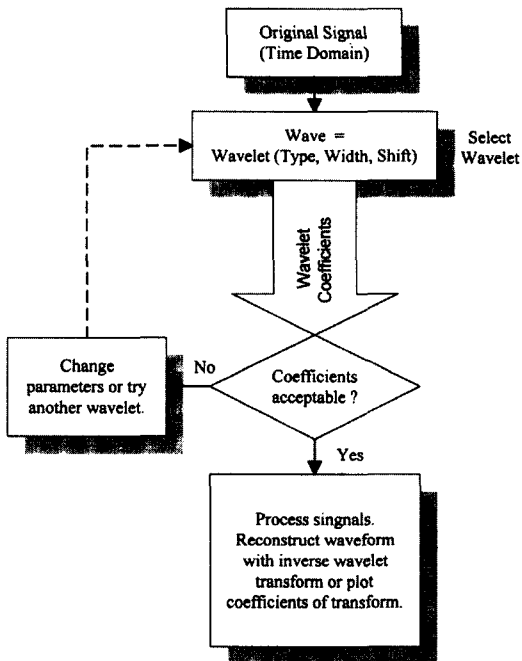 Original Signal
(Time Domain)
Wave =
Wavelet (Type, Width, Shift)
Select
Wavelet
Wavelet
Coefficients
Change
parameters or try
another wavelet.
No
Coefficients
acceptable ?
Yes
Process singnals.
Reconstruct waveform
with inverse wavelet
transform or plot
coefficients of transform.